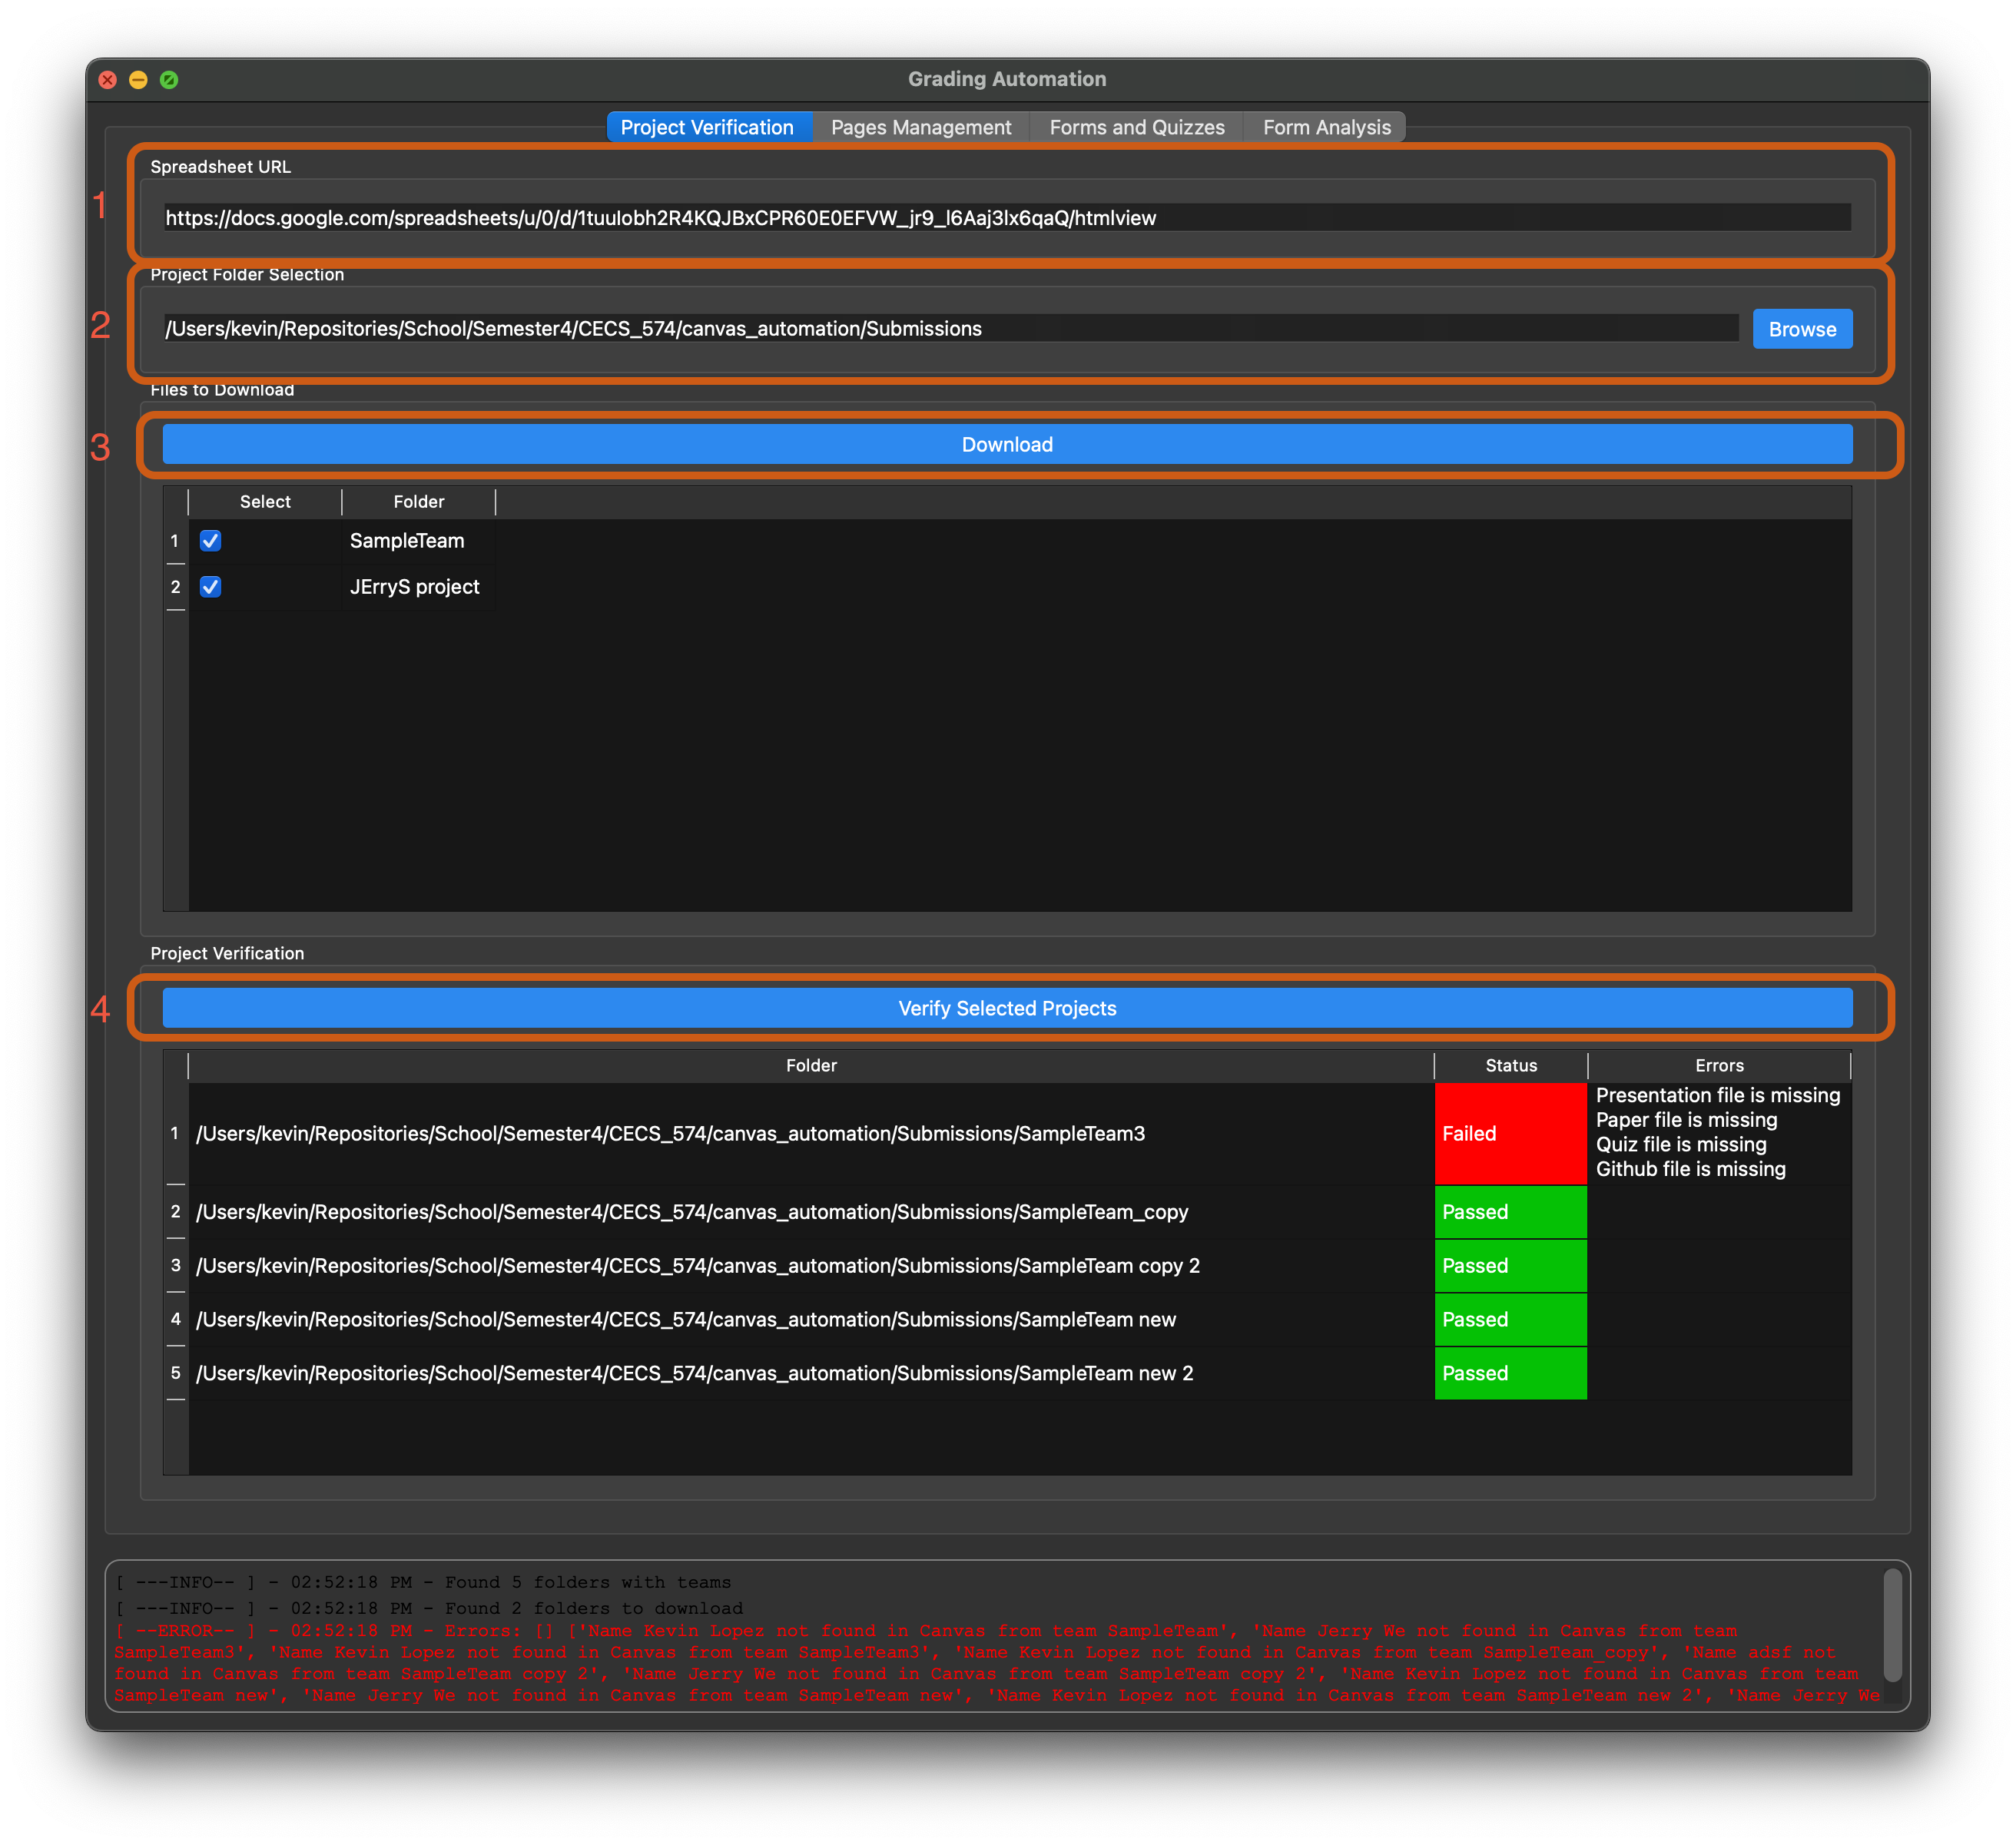 Grading Automation
Project Verification Pages Management Forms and Quizzes Form Analysis
Spreadsheet URL
1
https://docs.google.com/spreadsheets/u/0/d/1tuulobh2R4KQJBxCPR60E0EFVW_jr9_l6Aaj3lx6qaQ/htmlview
Project Folder Selection
2
/Users/kevin/Repositories/School/Semester4/CECS_574/canvas_automation/Submissions Browse
Files to Download
3
Download
Select Folder
1 SampleTeam
2 JErryS project
Project Verification
4
Verify Selected Projects
Folder Status Errors
1 /Users/kevin/Repositories/School/Semester4/CECS_574/canvas_automation/Submissions/SampleTeam3 Failed
Presentation file is missing
Paper file is missing
Quiz file is missing
Github file is missing
2 /Users/kevin/Repositories/School/Semester4/CECS_574/canvas_automation/Submissions/SampleTeam_copy Passed
3 /Users/kevin/Repositories/School/Semester4/CECS_574/canvas_automation/Submissions/SampleTeam copy 2 Passed
4 /Users/kevin/Repositories/School/Semester4/CECS_574/canvas_automation/Submissions/SampleTeam new Passed
5 /Users/kevin/Repositories/School/Semester4/CECS_574/canvas_automation/Submissions/SampleTeam new 2 Passed
[ ---INFO-- ] - 02:52:18 PM - Found 5 folders with teams
[ ---INFO-- ] - 02:52:18 PM - Found 2 folders to download
[ --ERROR-- ] - 02:52:18 PM - Errors: [] ['Name Kevin Lopez not found in Canvas from team SampleTeam', 'Name Jerry We not found in Canvas from team
SampleTeam3', 'Name Kevin Lopez not found in Canvas from team SampleTeam3', 'Name Kevin Lopez not found in Canvas from team SampleTeam_copy', 'Name adsf not
found in Canvas from team SampleTeam copy 2', 'Name Jerry We not found in Canvas from team SampleTeam copy 2', 'Name Kevin Lopez not found in Canvas from team
SampleTeam new', 'Name Jerry We not found in Canvas from team SampleTeam new', 'Name Kevin Lopez not found in Canvas from team SampleTeam new 2', 'Name Jerry We